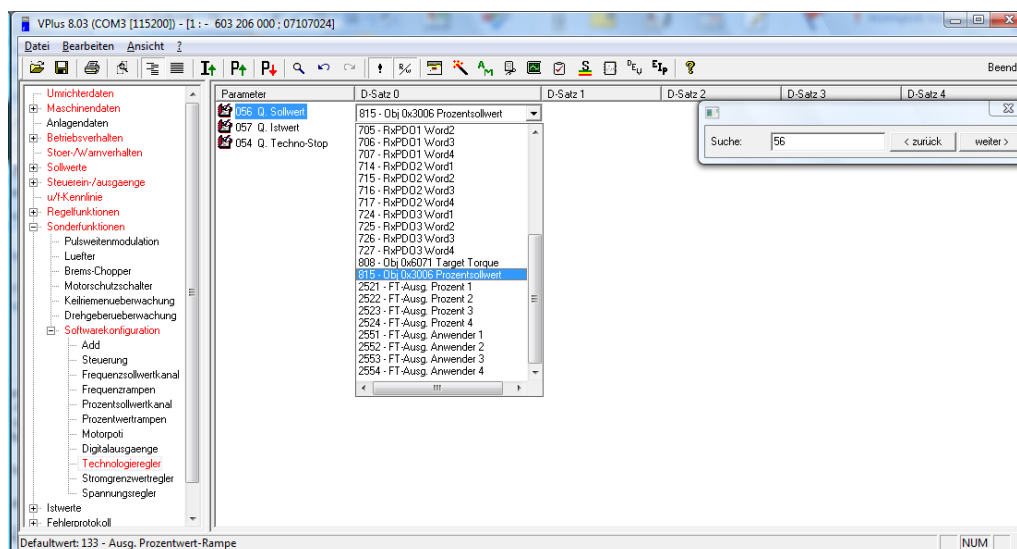 VPlus 8.03 (COM3 [115200]) - [1 : - 603 206 000 ; 07107024]
Datei Bearbeiten Ansicht ?
Beend
Umrichterdaten
Maschinendaten
Anlagendaten
Betriebsverhalten
Stoer-/Warnverhalten
Sollwerte
Steuerein-/ausgaenge
u/f-Kennlinie
Regelfunktionen
Sonderfunktionen
Pulsweitenmodulation
Luefter
Brems-Chopper
Motorschutzschalter
Keilriemenueberwachung
Drehgeberueberwachung
Softwarekonfiguration
Add
Steuerung
Frequenzsollwertkanal
Frequenzrampen
Prozentsollwertkanal
Prozentwertrampen
Motorpoti
Digitalausgaenge
Technologieregler
Stromgrenzwertregler
Spannungsregler
Istwerte
Fehlerprotokoll
Parameter D-Satz 0 D-Satz 1 D-Satz 2 D-Satz 3 D-Satz 4
056 Q. Sollwert
057 Q. Istwert
054 Q. Techno-Stop
815 - Obj 0x3006 Prozentsollwert
705 - RxPDO1 Word2
706 - RxPDO1 Word3
707 - RxPDO1 Word4
714 - RxPDO2 Word1
715 - RxPDO2 Word2
716 - RxPDO2 Word3
717 - RxPDO2 Word4
724 - RxPDO3 Word1
725 - RxPDO3 Word2
726 - RxPDO3 Word3
727 - RxPDO3 Word4
808 - Obj 0x6071 Target Torque
815 - Obj 0x3006 Prozentsollwert
2521 - FT-Ausg. Prozent 1
2522 - FT-Ausg. Prozent 2
2523 - FT-Ausg. Prozent 3
2524 - FT-Ausg. Prozent 4
2551 - FT-Ausg. Anwender 1
2552 - FT-Ausg. Anwender 2
2553 - FT-Ausg. Anwender 3
2554 - FT-Ausg. Anwender 4
Suche: 56 < zurück weiter >
Defaultwert: 133 - Ausg. Prozentwert-Rampe NUM